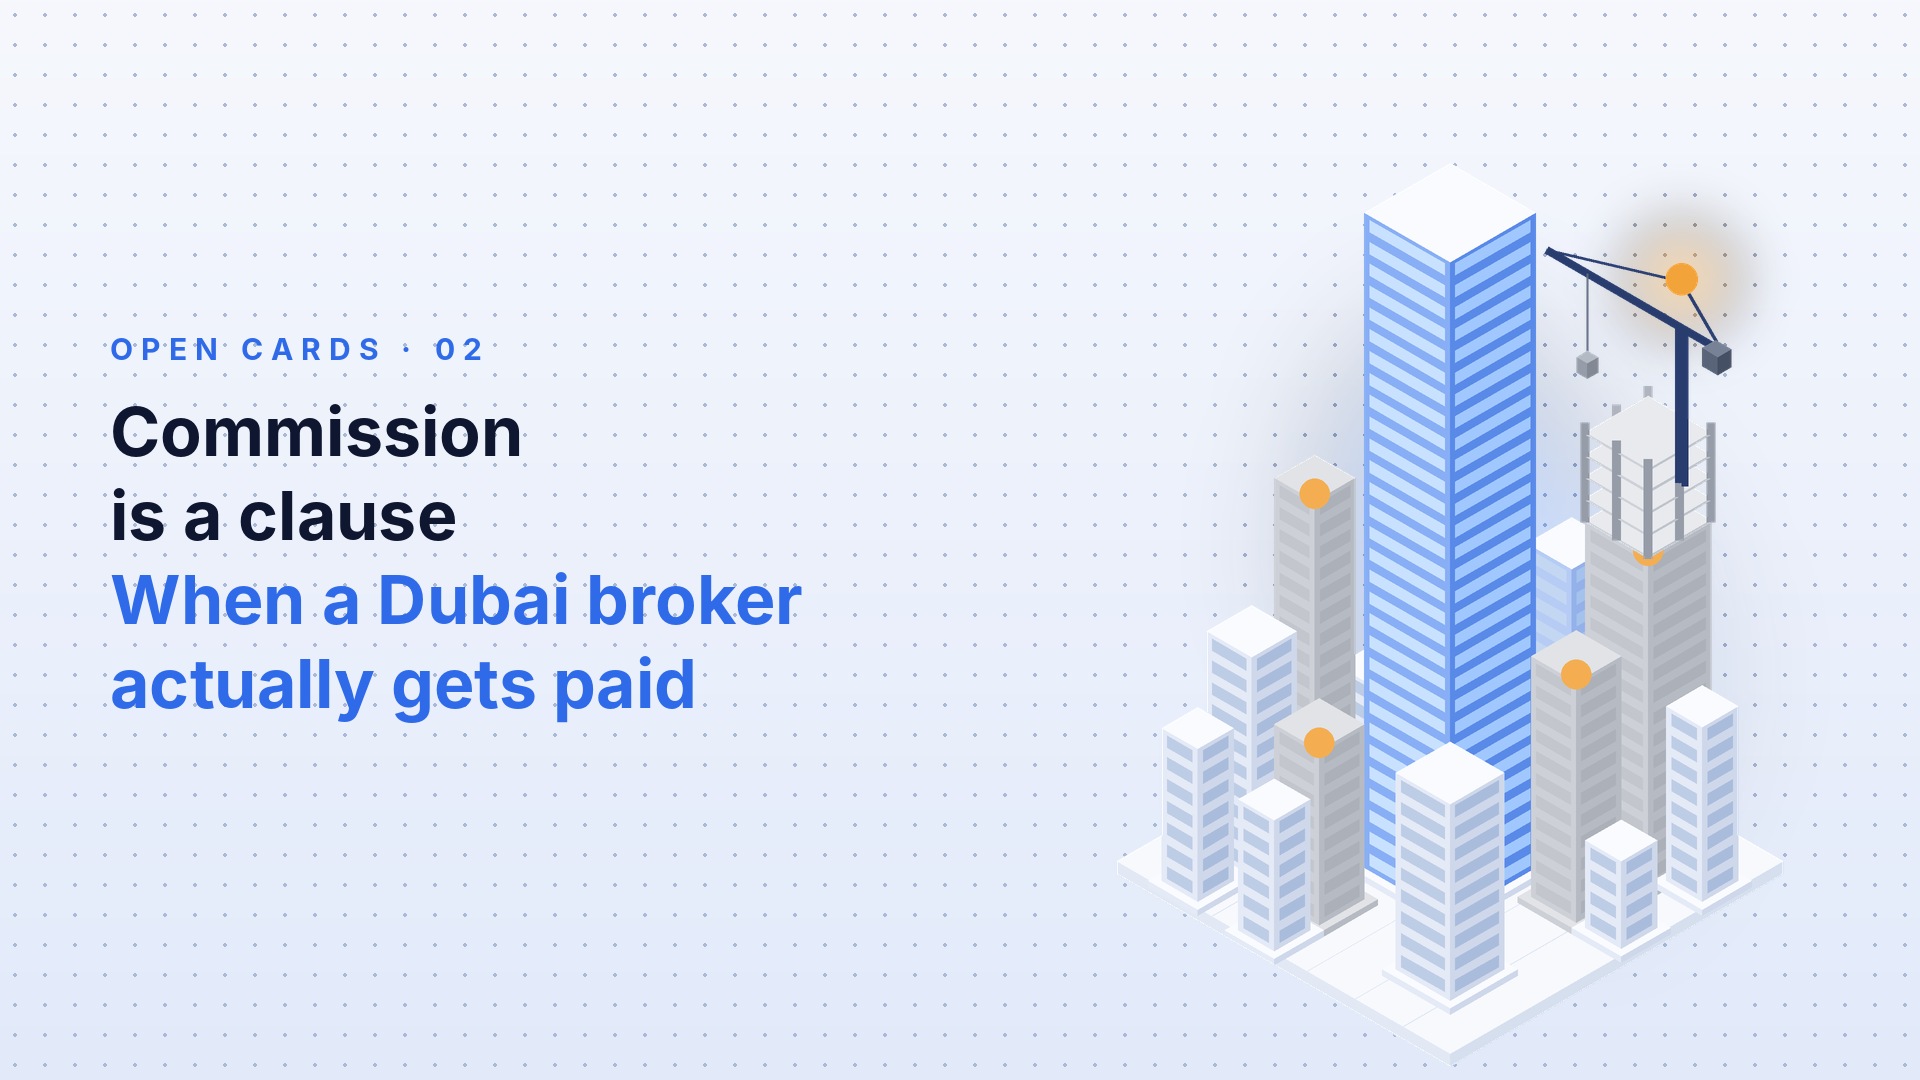 OPEN CARDS · 02
Commission
is a clause
When a Dubai broker
actually gets paid